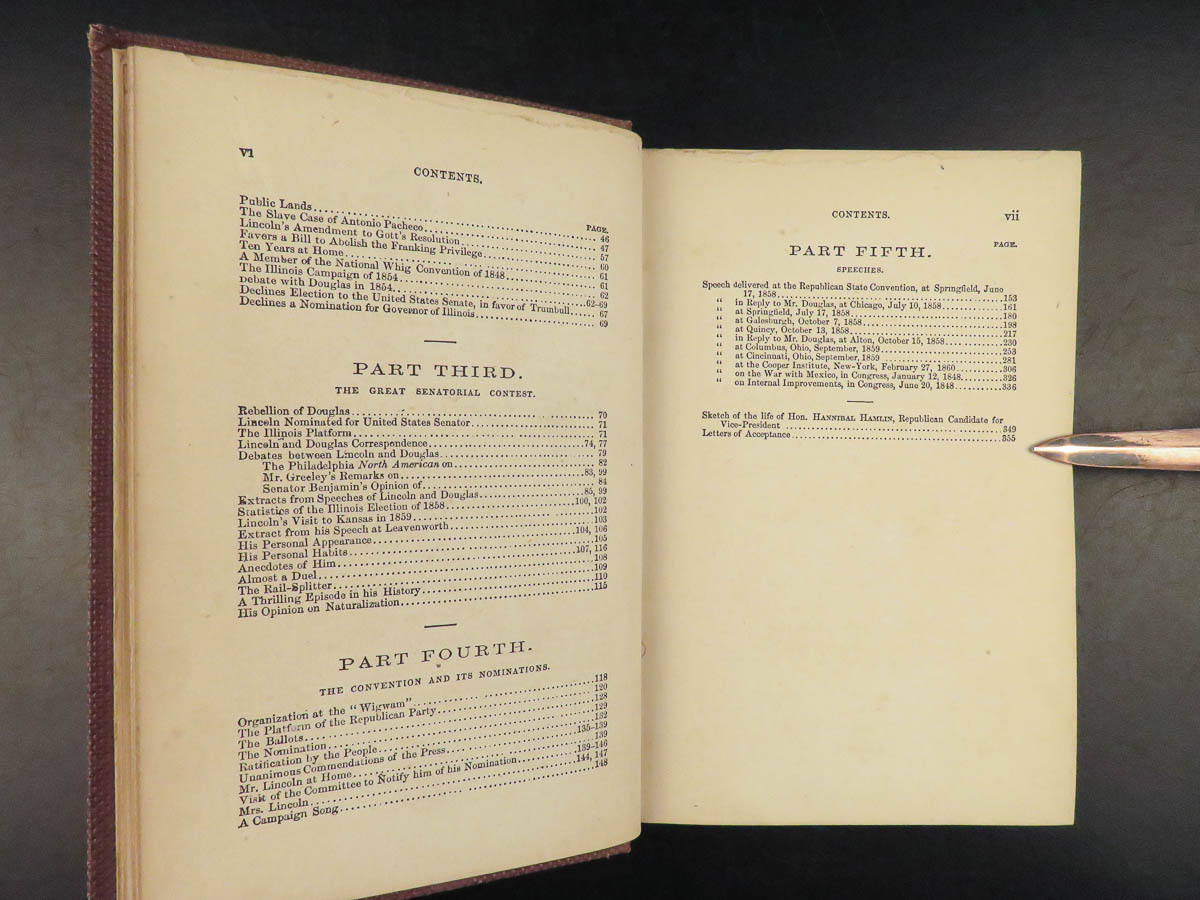 vi
CONTENTS.
PAGE.
Public Lands 46
The Slave Case of Antonio Pacheco 47
Lincoln's Amendment to Gott's Resolution 57
Favors a Bill to Abolish the Franking Privilege 60
Ten Years at Home 61
A Member of the National Whig Convention of 1848 61
The Illinois Campaign of 1854 62
Debate with Douglas in 1854 62-69
Declines Election to the United States Senate, in favor of Trumbull 67
Declines a Nomination for Governor of Illinois 69
PART THIRD.
THE GREAT SENATORIAL CONTEST.
Rebellion of Douglas 70
Lincoln Nominated for United States Senator 71
The Illinois Platform 71
Lincoln and Douglas Correspondence 74, 77
Debates between Lincoln and Douglas 79
The Philadelphia North American on 82
Mr. Greeley's Remarks on 83, 99
Senator Benjamin's Opinion of 84
Extracts from Speeches of Lincoln and Douglas 85, 99
Statistics of the Illinois Election of 1858 100, 102
Lincoln's Visit to Kansas in 1859 102
Extract from his Speech at Leavenworth 103
His Personal Appearance 104, 106
His Personal Habits 105
Anecdotes of Him 107, 116
Almost a Duel 108
The Rail-Splitter 109
A Thrilling Episode in his History 110
His Opinion on Naturalization 115
PART FOURTH.
THE CONVENTION AND ITS NOMINATIONS.
Organization at the "Wigwam" 118
The Platform of the Republican Party 120
The Ballots 128
The Nomination 129
Ratification by the People 132
Unanimous Commendations of the Press 135-139
Mr. Lincoln at Home 139
Visit of the Committee to Notify him of his Nomination 139-146
Mrs. Lincoln 144, 147
A Campaign Song 148
CONTENTS. vii
PAGE.
PART FIFTH.
SPEECHES.
Speech delivered at the Republican State Convention, at Springfield, June
17, 1858 153
" in Reply to Mr. Douglas, at Chicago, July 10, 1858 161
" at Springfield, July 17, 1858 180
" at Galesburgh, October 7, 1858 198
" at Quincy, October 13, 1858 217
" in Reply to Mr. Douglas, at Alton, October 15, 1858 230
" at Columbus, Ohio, September, 1859 253
" at Cincinnati, Ohio, September, 1859 281
" at the Cooper Institute, New-York, February 27, 1860 306
" on the War with Mexico, in Congress, January 12, 1848 326
" on Internal Improvements, in Congress, June 20, 1848 336
Sketch of the life of Hon. HANNIBAL HAMLIN, Republican Candidate for
Vice-President 349
Letters of Acceptance 355